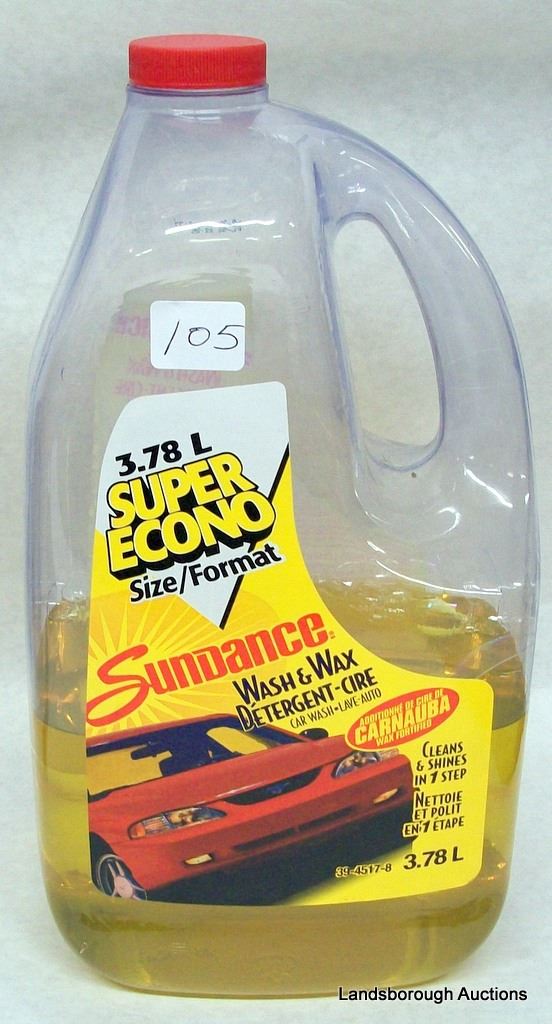 105
3.78 L
SUPER
ECONO
Size/Format
SUNDANCE
WASH & WAX
DÉTERGENT-CIRE
CAR WASH • LAVE-AUTO
ADDITIONNÉ DE CIRE DE
CARNAUBA
WAX FORTIFIED
CLEANS
& SHINES
IN 1 STEP
NETTOIE
ET POLIT
EN 1 ÉTAPE
39-4517-8 3.78 L
Landsborough Auctions